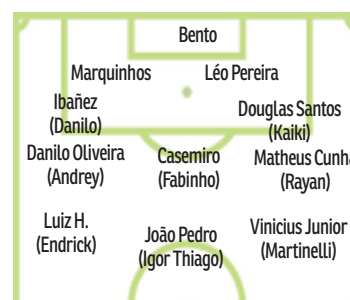 Bento
Marquinhos Léo Pereira
Ibañez
(Danilo)
Douglas Santos
(Kaiki)
Danilo Oliveira
(Andrey)
Casemiro
(Fabinho)
Matheus Cunha
(Rayan)
Luiz H.
(Endrick)
João Pedro
(Igor Thiago)
Vinicius Junior
(Martinelli)